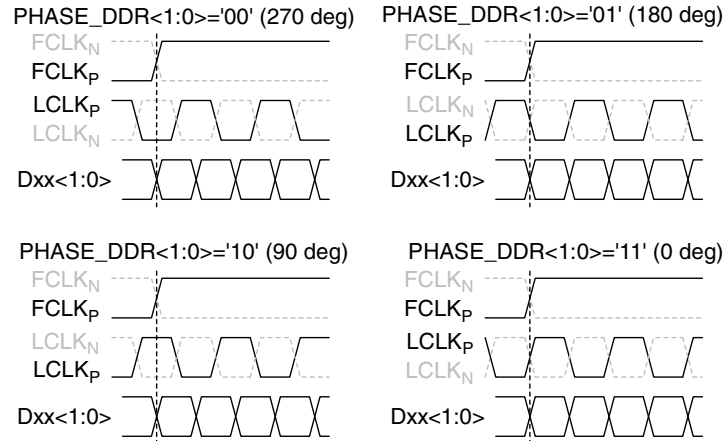 PHASE_DDR<1:0>='00' (270 deg)
FCLKN
FCLKP
LCLKP
LCLKN
Dxx<1:0>
PHASE_DDR<1:0>='01' (180 deg)
FCLKN
FCLKP
LCLKN
LCLKP
Dxx<1:0>
PHASE_DDR<1:0>='10' (90 deg)
FCLKN
FCLKP
LCLKN
LCLKP
Dxx<1:0>
PHASE_DDR<1:0>='11' (0 deg)
FCLKN
FCLKP
LCLKP
LCLKN
Dxx<1:0>